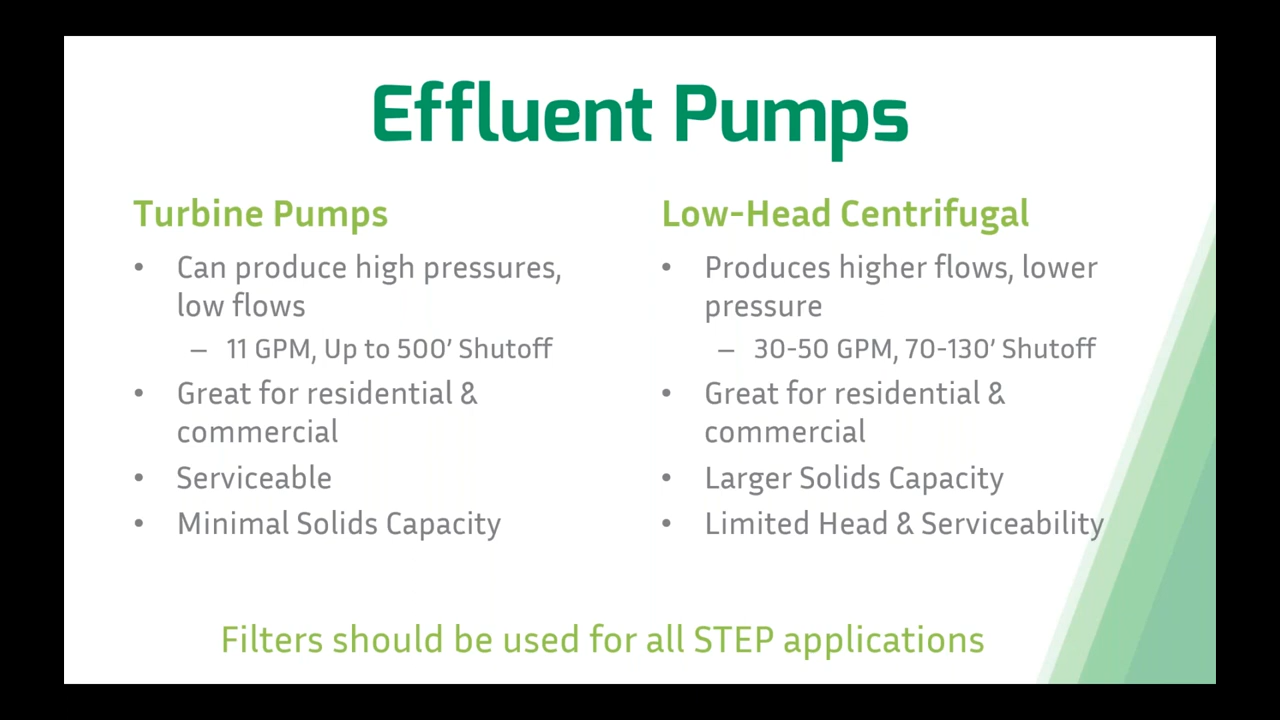 Effluent Pumps
Turbine Pumps
• Can produce high pressures,
low flows
– 11 GPM, Up to 500’ Shutoff
• Great for residential &
commercial
• Serviceable
• Minimal Solids Capacity
Low-Head Centrifugal
• Produces higher flows, lower
pressure
– 30-50 GPM, 70-130’ Shutoff
• Great for residential &
commercial
• Larger Solids Capacity
• Limited Head & Serviceability
Filters should be used for all STEP applications